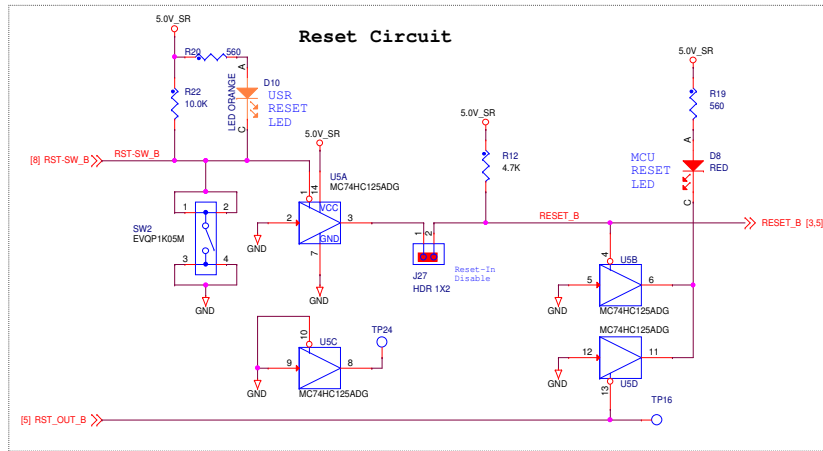 Reset Circuit
5.0V_SR
R20
560
R22
10.0K
LED ORANGE
A
C
D10
USR
RESET
LED
5.0V_SR
R19
560
5.0V_SR
R12
4.7K
5.0V_SR
A
C
D8
RED
MCU
RESET
LED
[8] RST-SW_B
RST-SW_B
U5A
MC74HC125ADG
1
14
VCC
2
3
GND
7
GND
GND
1
2
SW2
EVQP1K05M
3
4
GND
1
2
J27
HDR 1X2
Reset-In
Disable
RESET_B
RESET_B [3,5]
4
U5B
5
6
GND
MC74HC125ADG
MC74HC125ADG
12
11
GND
13
U5D
10
U5C
9
8
GND
MC74HC125ADG
TP24
[5] RST_OUT_B
TP16